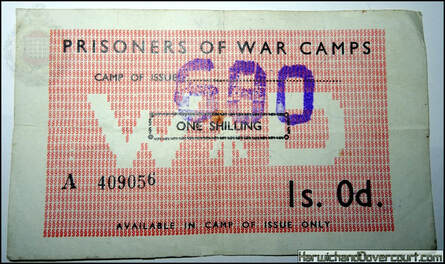 PRISONERS OF WAR CAMPS
CAMP OF ISSUE
ONE SHILLING
W D
A 409056
1s. 0d.
AVAILABLE IN CAMP OF ISSUE ONLY
HarwichandDovercourt.com